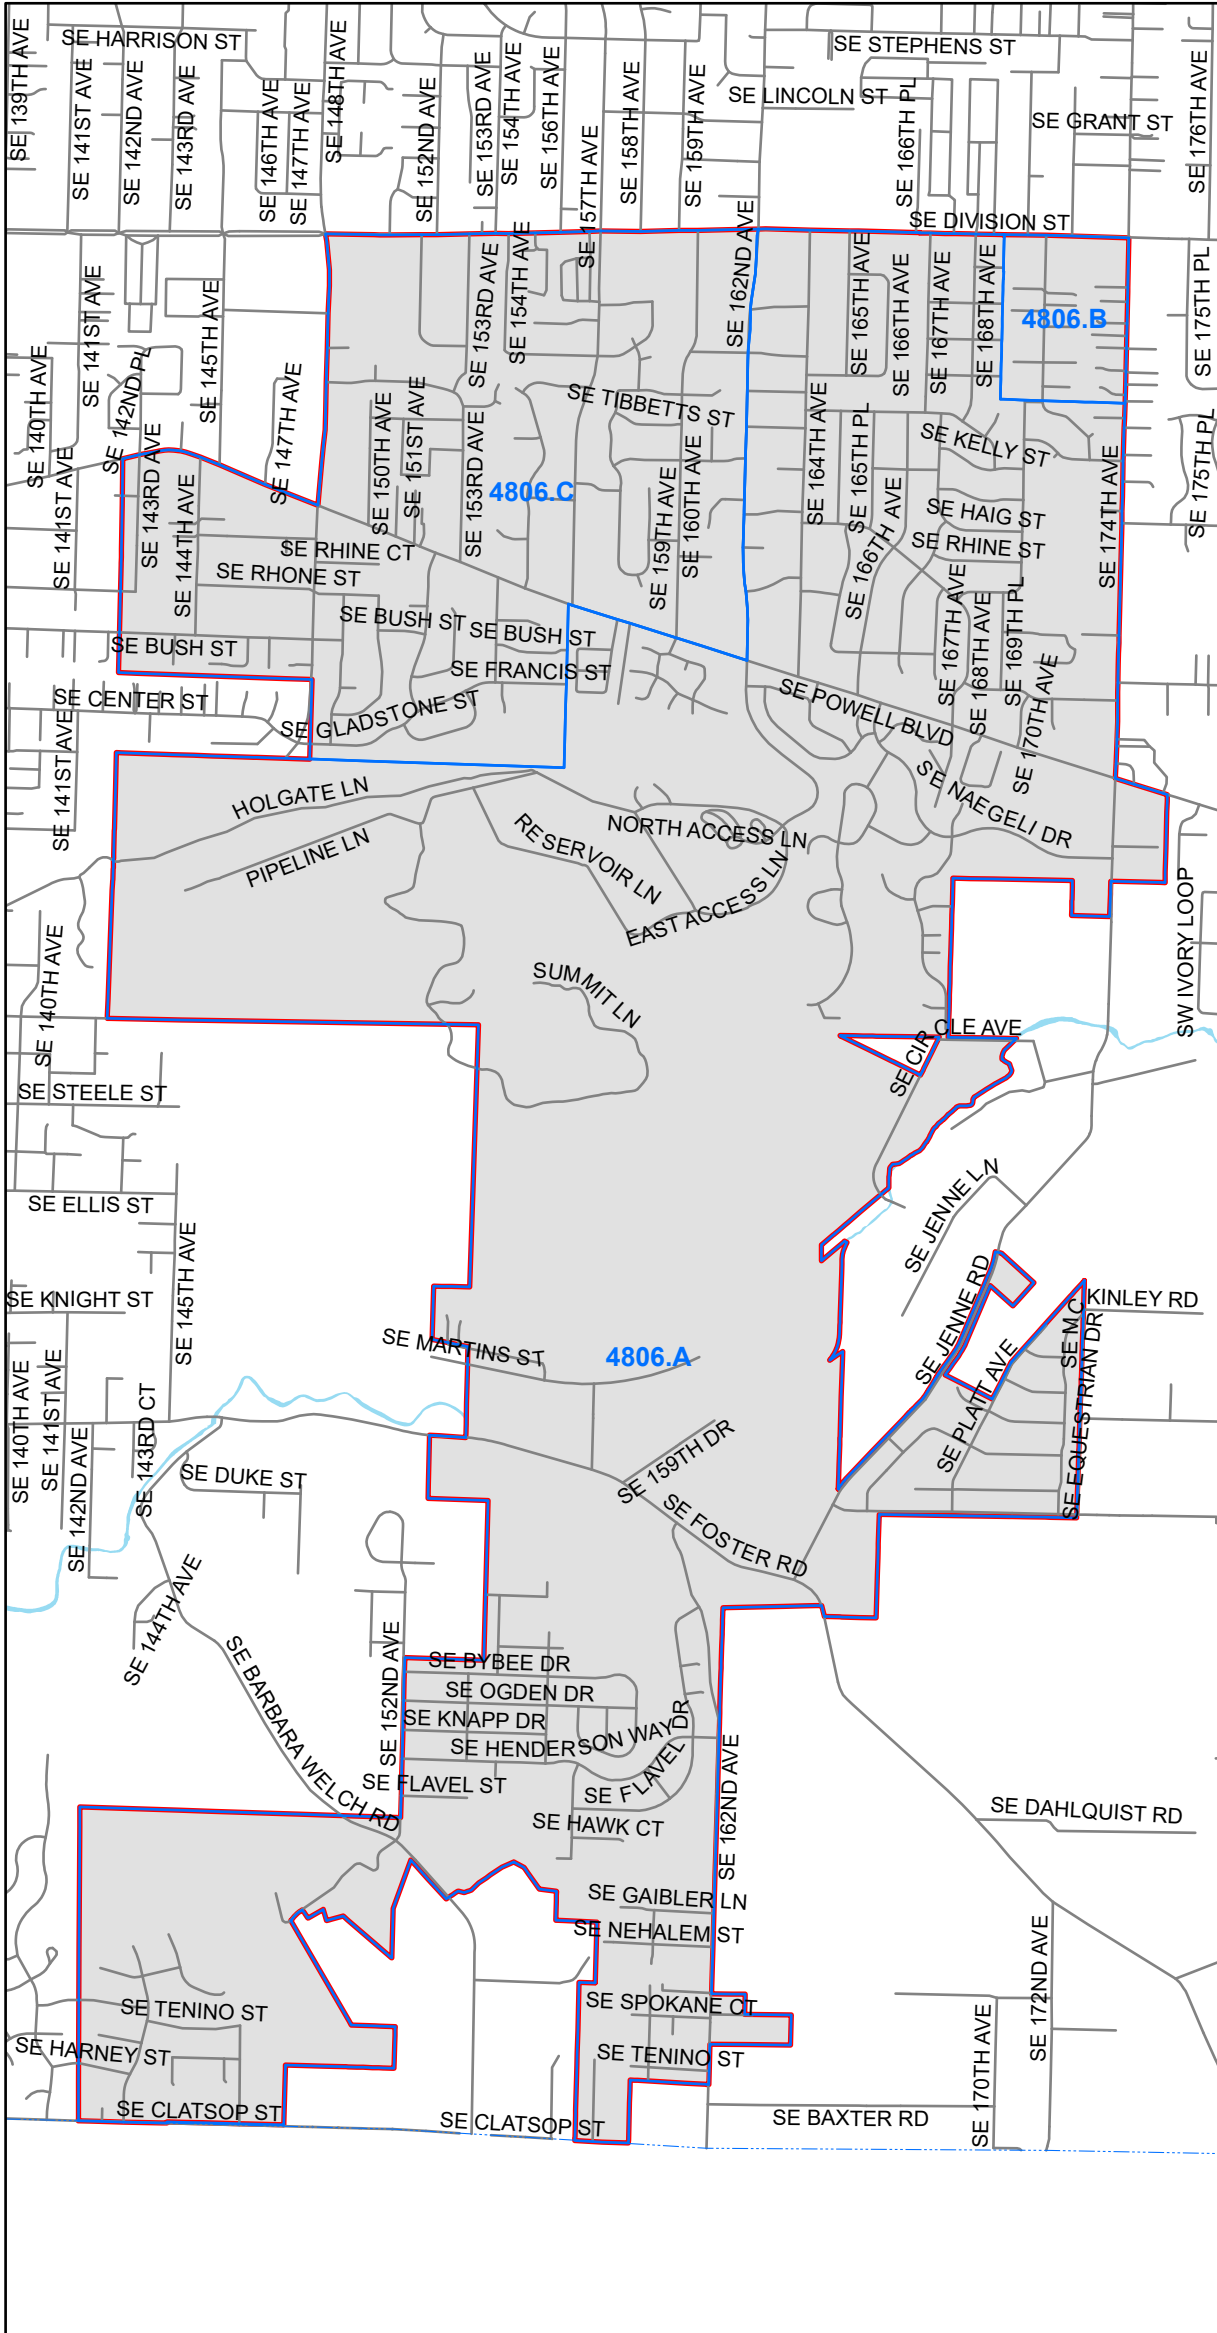 SE HARRISON ST
SE STEPHENS ST
SE LINCOLN ST
SE GRANT ST
SE 139TH AVE
SE 141ST AVE
SE 142ND AVE
SE 143RD AVE
SE 146TH AVE
SE 147TH AVE
SE 148TH AVE
SE 152ND AVE
SE 153RD AVE
SE 154TH AVE
SE 156TH AVE
SE 157TH AVE
SE 158TH AVE
SE 159TH AVE
SE 166TH PL
SE 176TH AVE
SE DIVISION ST
SE 162ND AVE
SE 141ST AVE
SE 145TH AVE
SE 140TH AVE
SE 142ND PL
SE 147TH AVE
SE 153RD AVE
SE 154TH AVE
SE 165TH AVE
SE 166TH AVE
SE 167TH AVE
SE 168TH AVE
4806.B
SE 175TH PL
SE 141ST AVE
SE 143RD AVE
SE 144TH AVE
SE 150TH AVE
SE 151ST AVE
SE 153RD AVE
SE TIBBETTS ST
4806.C
SE 159TH AVE
SE 160TH AVE
SE 164TH AVE
SE 165TH PL
SE 166TH AVE
SE KELLY ST
SE HAIG ST
SE RHINE ST
SE 174TH AVE
SE 175TH PL
SE RHINE CT
SE RHONE ST
SE BUSH ST
SE BUSH ST
SE BUSH ST
SE FRANCIS ST
SE 167TH AVE
SE 168TH AVE
SE 169TH PL
SE 170TH AVE
SE CENTER ST
SE GLADSTONE ST
SE POWELL BLVD
SE 141ST AVE
HOLGATE LN
PIPELINE LN
RESERVOIR LN
NORTH ACCESS LN
EAST ACCESS LN
SE NAEGELI DR
SW IVORY LOOP
SE 140TH AVE
SUMMIT LN
SE CIRCLE AVE
SE STEELE ST
SE ELLIS ST
SE 145TH AVE
SE JENNE LN
SE JENNE RD
SE KNIGHT ST
SE MCKINLEY RD
SE MARTINS ST
4806.A
SE PLATT AVE
SE EQUESTRIAN DR
SE 140TH AVE
SE 141ST AVE
SE 142ND AVE
SE 143RD CT
SE DUKE ST
SE 159TH DR
SE FOSTER RD
SE 144TH AVE
SE BARBARA WELCH RD
SE 152ND AVE
SE BYBEE DR
SE OGDEN DR
SE KNAPP DR
SE HENDERSON WAY
SE FLAVEL DR
SE FLAVEL ST
SE HAWK CT
SE 162ND AVE
SE DAHLQUIST RD
SE GAIBLER LN
SE NEHALEM ST
SE SPOKANE CT
SE TENINO ST
SE TENINO ST
SE HARNEY ST
SE CLATSOP ST
SE CLATSOP ST
SE BAXTER RD
SE 170TH AVE
SE 172ND AVE